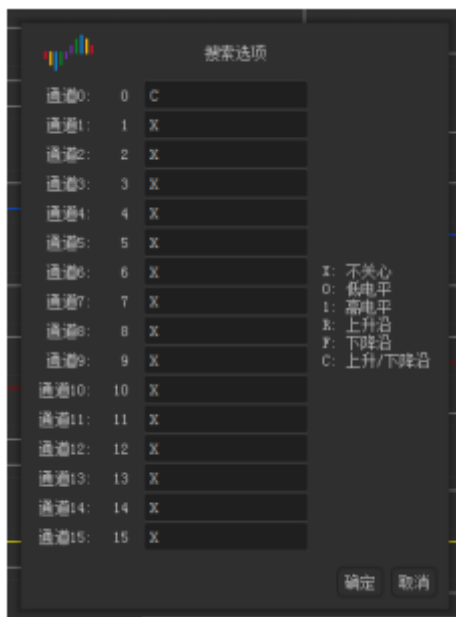 搜索选项
通道0: 0 C
通道1: 1 X
通道2: 2 X
通道3: 3 X
通道4: 4 X
通道5: 5 X
通道6: 6 X
通道7: 7 X
通道8: 8 X
通道9: 9 X
通道10: 10 X
通道11: 11 X
通道12: 12 X
通道13: 13 X
通道14: 14 X
通道15: 15 X
X: 不关心
0: 低电平
1: 高电平
R: 上升沿
F: 下降沿
C: 上升/下降沿
确定 取消